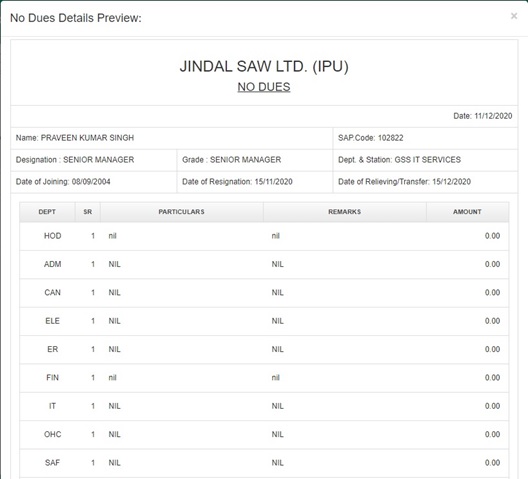 No Dues Details Preview: ×
JINDAL SAW LTD. (IPU)
NO DUES
Date: 11/12/2020
Name: PRAVEEN KUMAR SINGH SAP.Code: 102822
Designation : SENIOR MANAGER Grade : SENIOR MANAGER Dept. & Station: GSS IT SERVICES
Date of Joining: 08/09/2004 Date of Resignation: 15/11/2020 Date of Relieving/Transfer: 15/12/2020
DEPT SR PARTICULARS REMARKS AMOUNT
HOD 1 nil nil 0.00
ADM 1 NIL NIL 0.00
CAN 1 NIL NIL 0.00
ELE 1 NIL NIL 0.00
ER 1 NIL NIL 0.00
FIN 1 nil nil 0.00
IT 1 NIL NIL 0.00
OHC 1 NIL NIL 0.00
SAF 1 NIL NIL 0.00